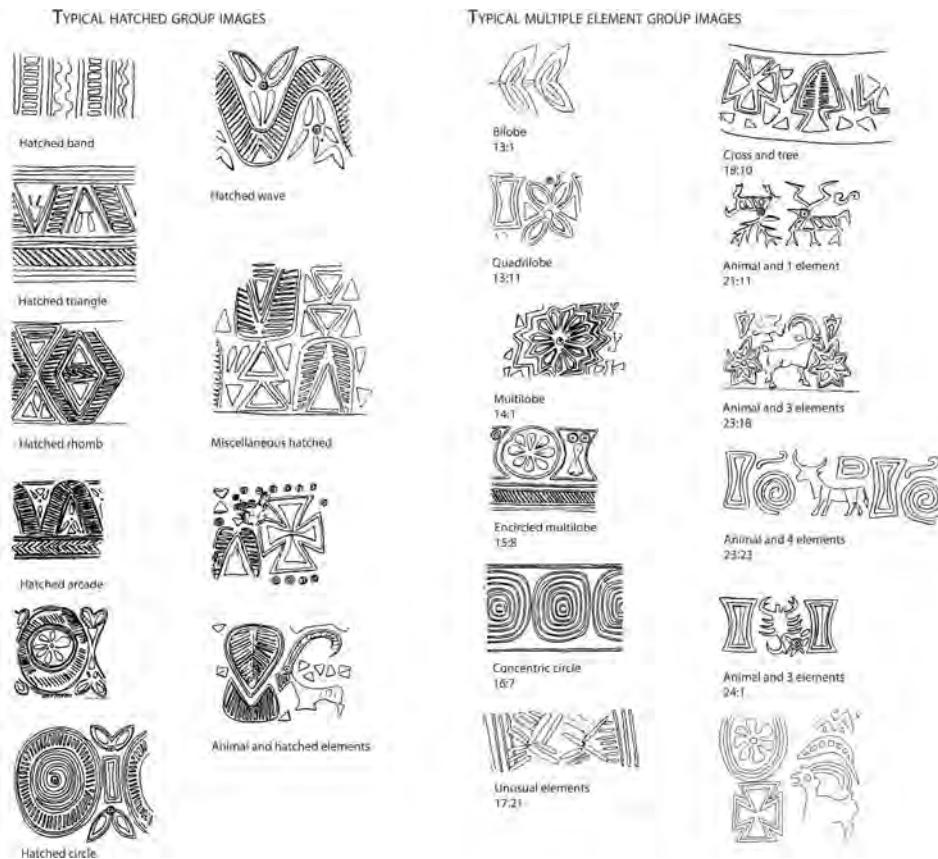 TYPICAL HATCHED GROUP IMAGES
Hatched band
Hatched triangle
Hatched rhomb
Hatched arcade
Hatched circle
Hatched wave
Miscellaneous hatched
Animal and hatched elements
TYPICAL MULTIPLE ELEMENT GROUP IMAGES
Bilobe
13:1
Quadrilobe
13:11
Multilobe
14:1
Encircled multilobe
15:8
Concentric circle
16:7
Unusual elements
17:21
Cross and tree
18:10
Animal and 1 element
21:11
Animal and 3 elements
23:18
Animal and 4 elements
23:23
Animal and 3 elements
24:1